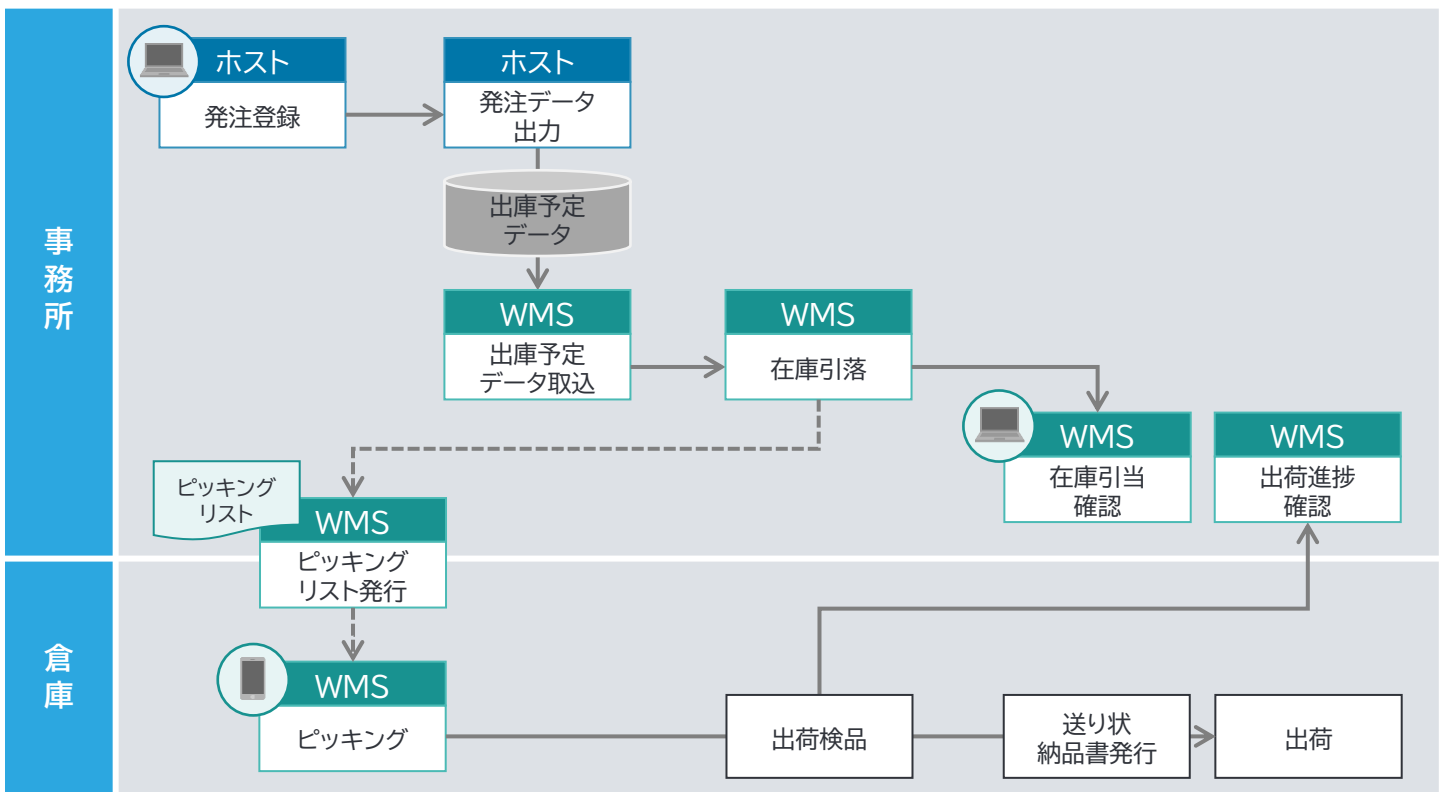 事務所
ホスト
発注登録
ホスト
発注データ
出力
出庫予定
データ
WMS
出庫予定
データ取込
WMS
在庫引落
WMS
在庫引当
確認
WMS
出荷進捗
確認
ピッキング
リスト
WMS
ピッキング
リスト発行
倉庫
WMS
ピッキング
出荷検品
送り状
納品書発行
出荷